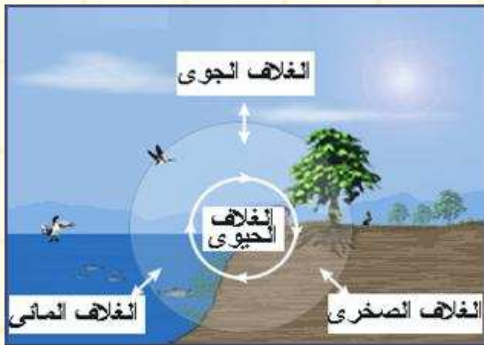 الغلاف الجوى
الغلاف
الحيوى
الغلاف الصخرى
الغلاف المائى